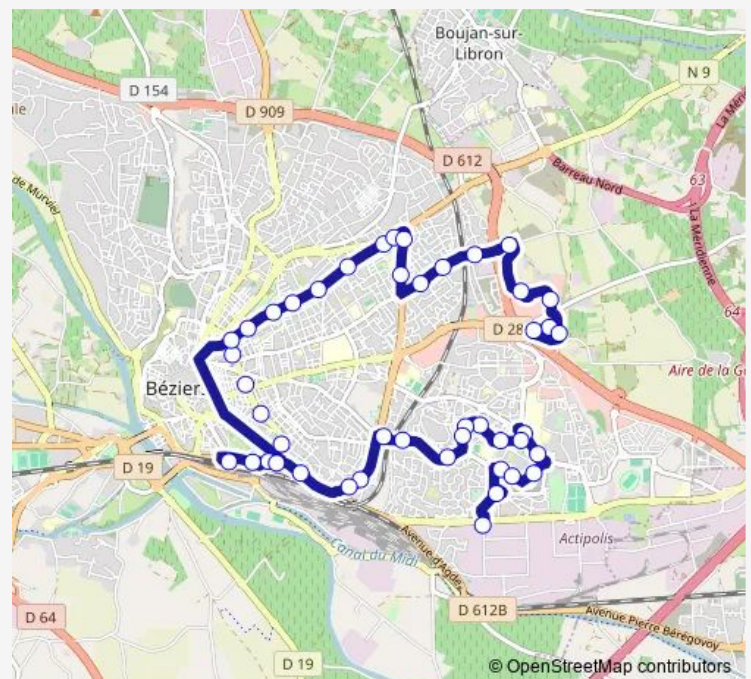 Boujan-sur-
Libron
N 9
D 154
D 909
D 612
Barreau Nord
63
La Méridienne
de Murviel
64
D 28
Aire de la G
Bézier
D 19
Actipolis
Canal du Midi
Avenue d'Agde
D 612B
Avenue Pierre Bérégovoy
D 64
D 19
© OpenStreetMap contributors